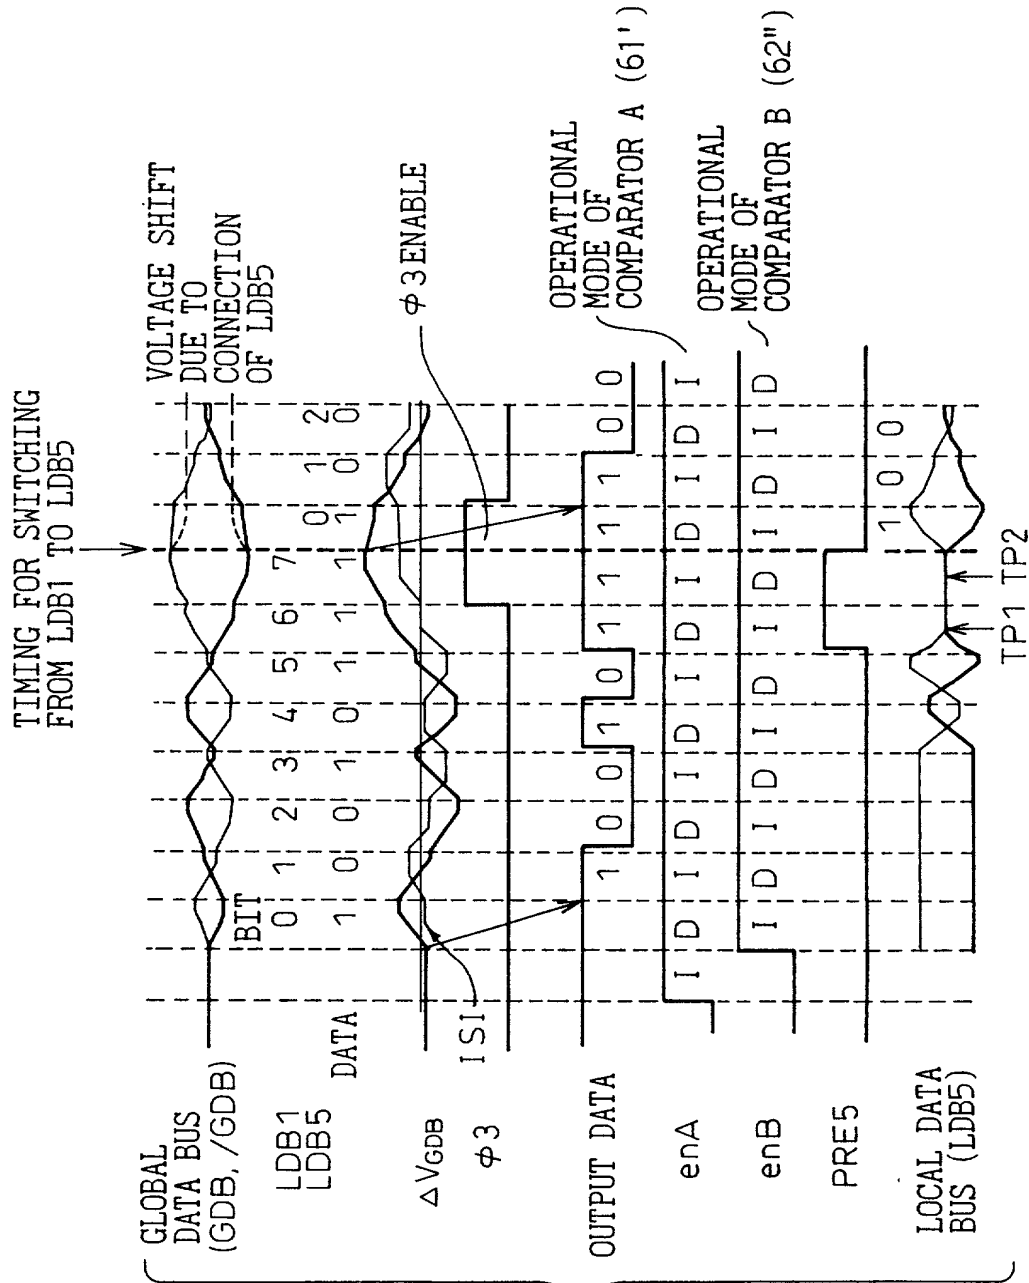 TIMING FOR SWITCHING
FROM LDB1 TO LDB5
VOLTAGE SHIFT
DUE TO
CONNECTION
OF LDB5
GLOBAL
DATA BUS
(GDB, /GDB)
BIT
LDB1 0 1 2 3 4 5 6 7
LDB5 0 1 2
DATA 1 0 0 1 0 1 1 1 1 0 0
ΔVGDB
ISI
φ3
φ3 ENABLE
OUTPUT DATA 1 0 0 1 0 1 1 1 1 0 0
enA I D I D I D I D I D I D I
OPERATIONAL
MODE OF
COMPARATOR A (61')
enB I D I D I D I D I D I D
OPERATIONAL
MODE OF
COMPARATOR B (62")
PRE5
LOCAL DATA
BUS (LDB5)
1 0 0
TP1 TP2